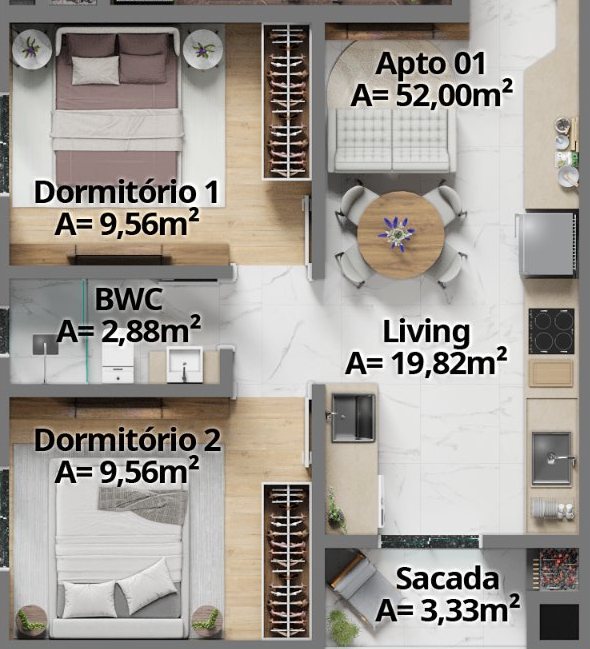 Apto 01
A= 52,00m²
Dormitório 1
A= 9,56m²
BWC
A= 2,88m²
Living
A= 19,82m²
Dormitório 2
A= 9,56m²
Sacada
A= 3,33m²